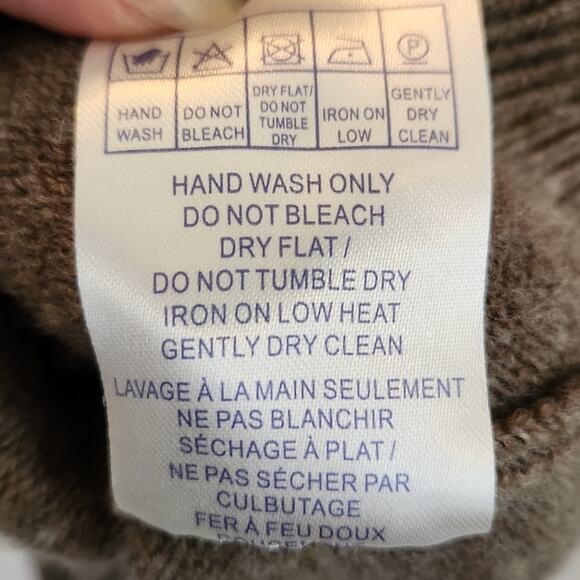 HAND WASH
DO NOT BLEACH
DRY FLAT/ DO NOT TUMBLE DRY
IRON ON LOW
P
GENTLY DRY CLEAN
HAND WASH ONLY
DO NOT BLEACH
DRY FLAT /
DO NOT TUMBLE DRY
IRON ON LOW HEAT
GENTLY DRY CLEAN
LAVAGE À LA MAIN SEULEMENT
NE PAS BLANCHIR
SÉCHAGE À PLAT /
NE PAS SÉCHER PAR
CULBUTAGE
FER À FEU DOUX